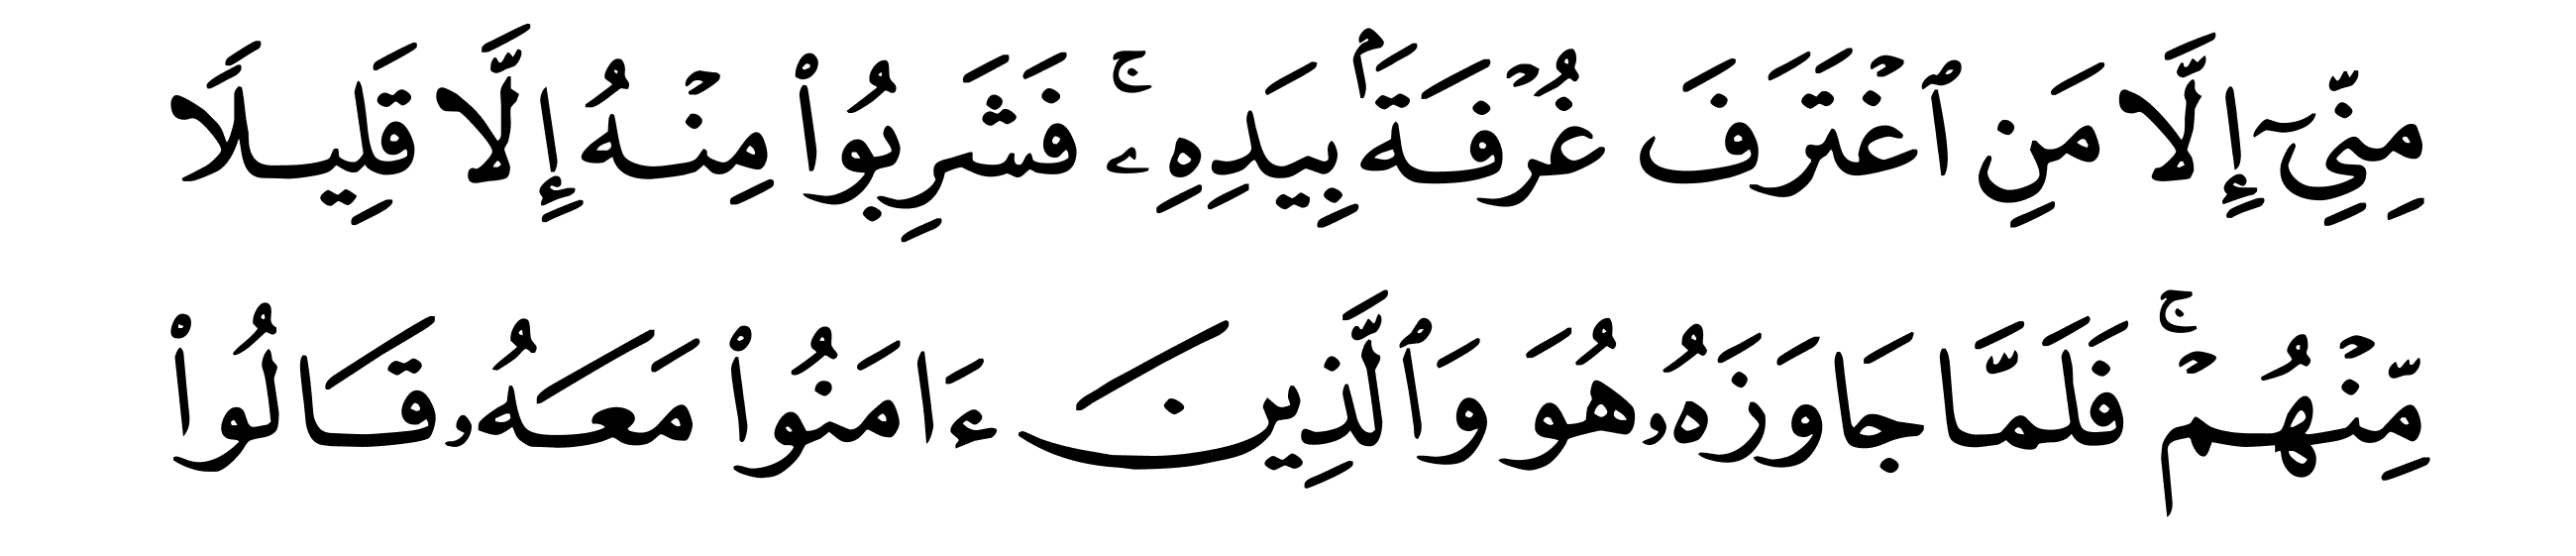 مِنِّىٓ إِلَّا مَنِ ٱغْتَرَفَ غُرْفَةَۢ بِيَدِهِۦ ۚ فَشَرِبُوا۟ مِنْهُ إِلَّا قَلِيلًا
مِّنْهُمْ ۚ فَلَمَّا جَاوَزَهُۥ هُوَ وَٱلَّذِينَ ءَامَنُوا۟ مَعَهُۥ قَالُوا۟